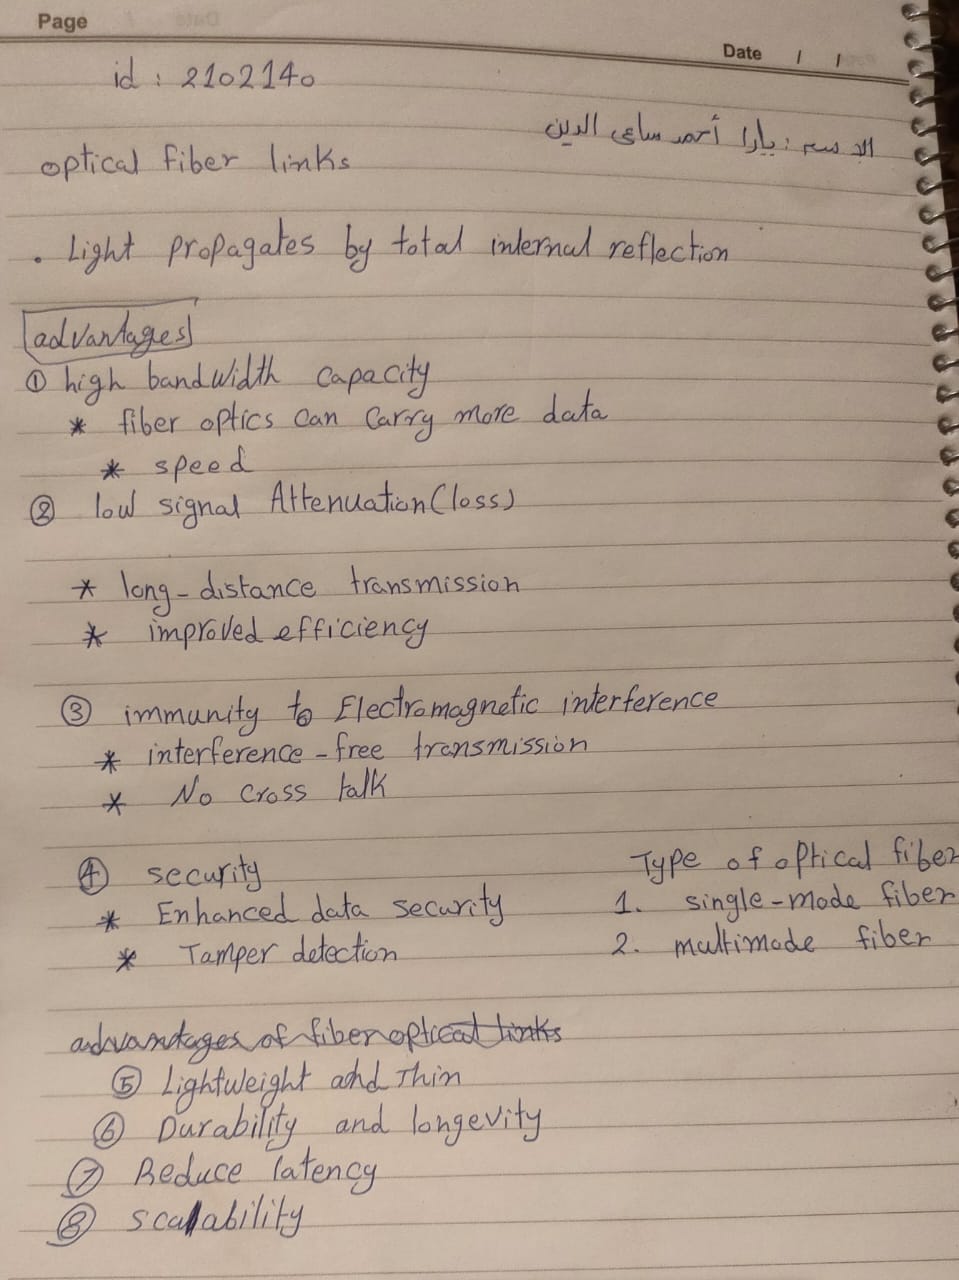 Page
Date / /
id : 2102140
الاسم : يارا أحمد سامى الدين
optical fiber links
. Light propagates by total internal reflection
advantages
① high bandwidth capacity
* fiber optics can carry more data
* speed
② low signal Attenuation (loss)
* long-distance transmission
* improved efficiency
③ immunity to Electromagnetic interference
* interference-free transmission
* No cross talk
④ security
* Enhanced data security
* Tamper detection
Type of optical fiber
1. single-mode fiber
2. multimode fiber
advantages of fiber optical links
⑤ Lightweight and Thin
⑥ Durability and longevity
⑦ Reduce latency
⑧ scalability